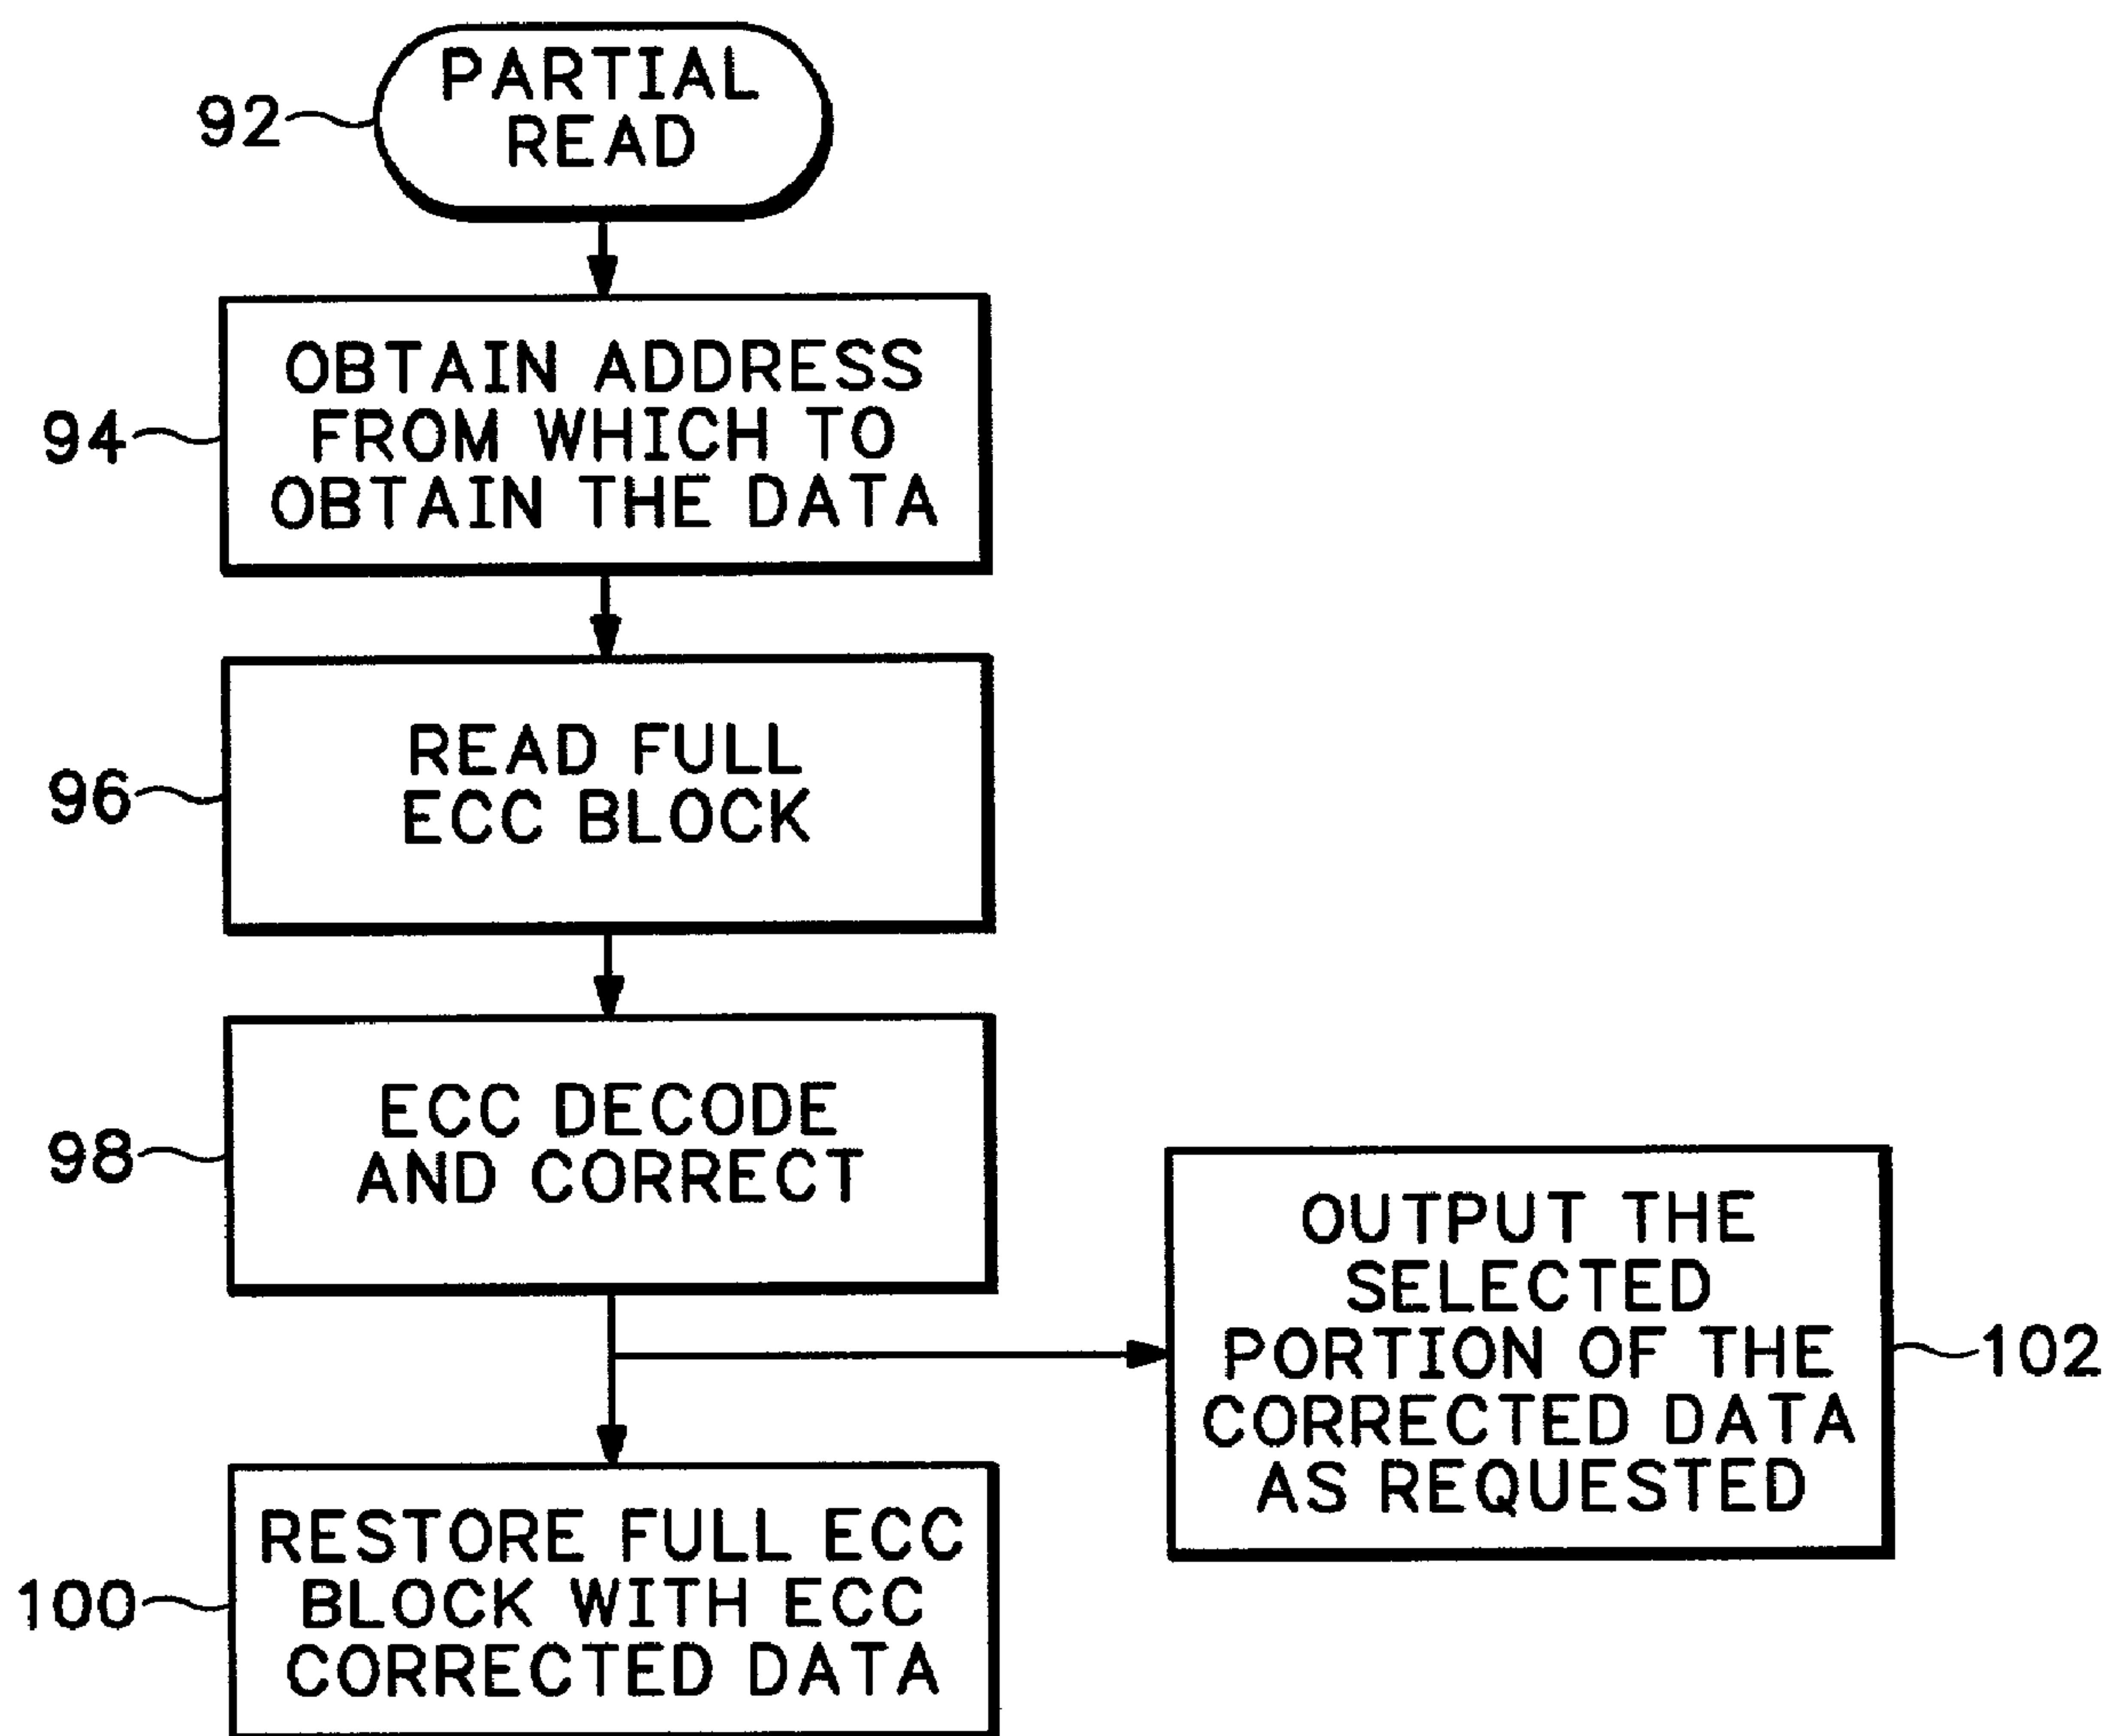 PARTIAL
READ
92
OBTAIN ADDRESS
FROM WHICH TO
OBTAIN THE DATA
94
READ FULL
ECC BLOCK
96
ECC DECODE
AND CORRECT
98
OUTPUT THE
SELECTED
PORTION OF THE
CORRECTED DATA
AS REQUESTED
102
RESTORE FULL ECC
BLOCK WITH ECC
CORRECTED DATA
100